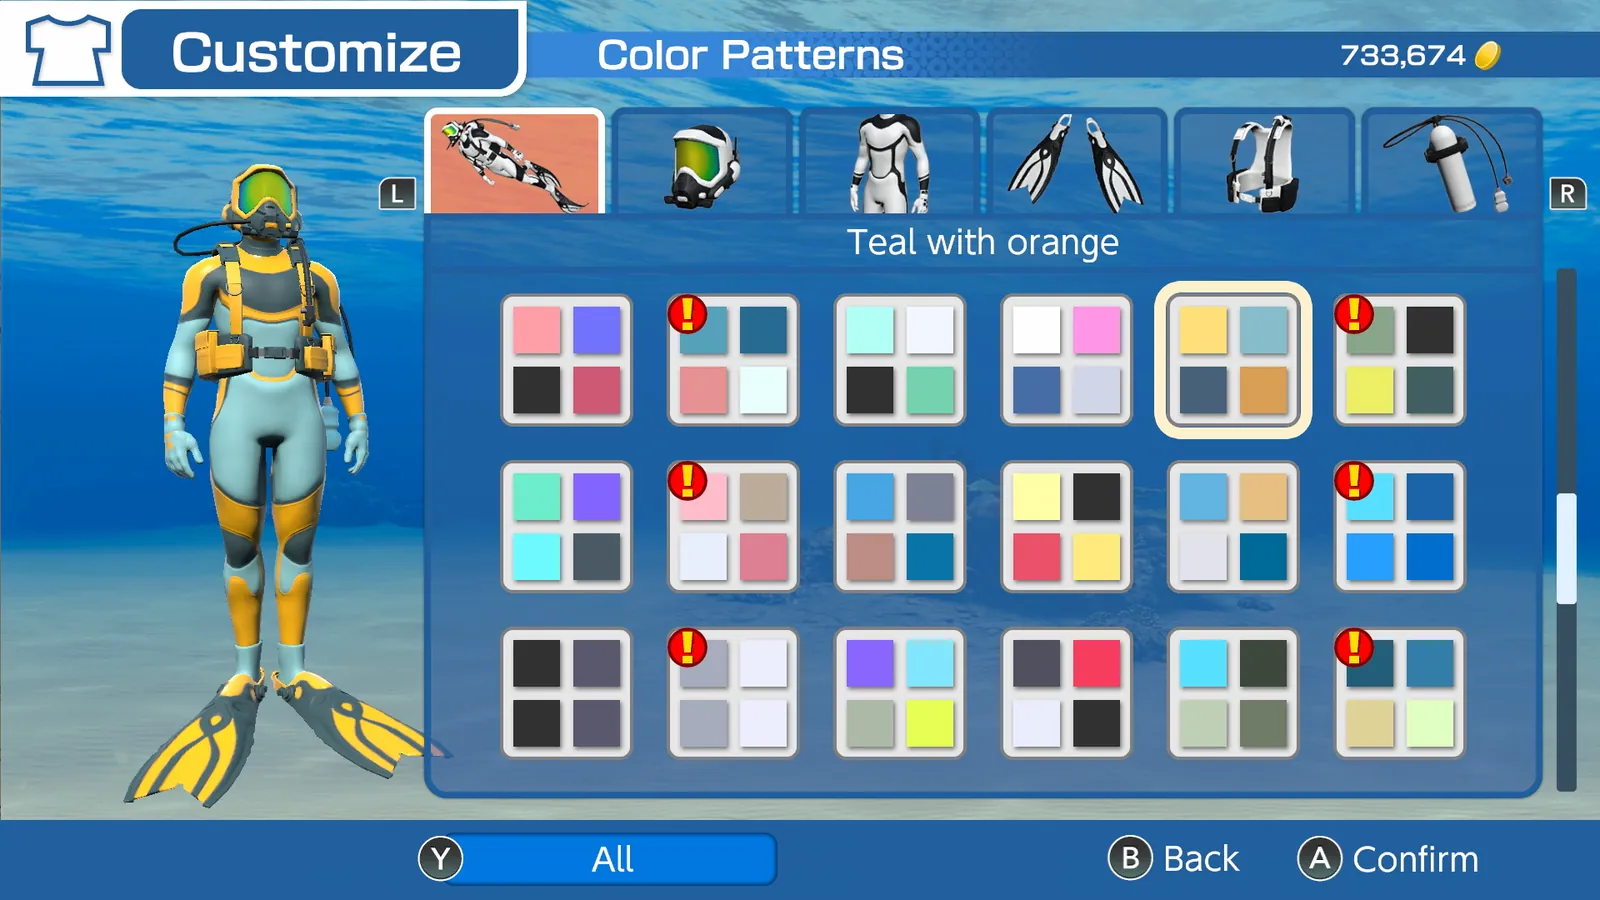 Customize
Color Patterns
733,674
L
R
Teal with orange
!
!
!
!
!
!
Y All
B Back
A Confirm